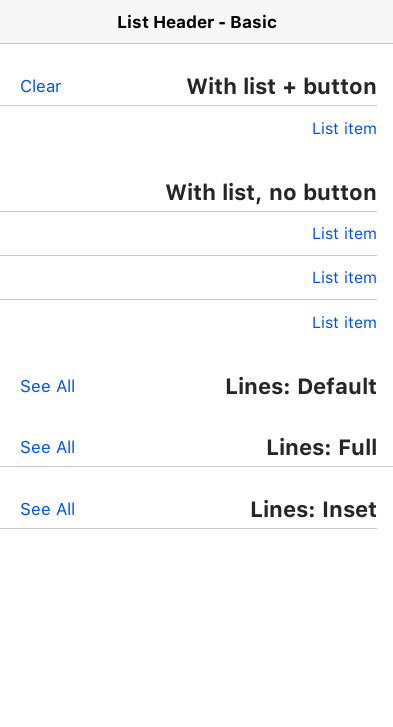 List Header - Basic
With list + button
Clear
List item
With list, no button
List item
List item
List item
Lines: Default
See All
Lines: Full
See All
Lines: Inset
See All